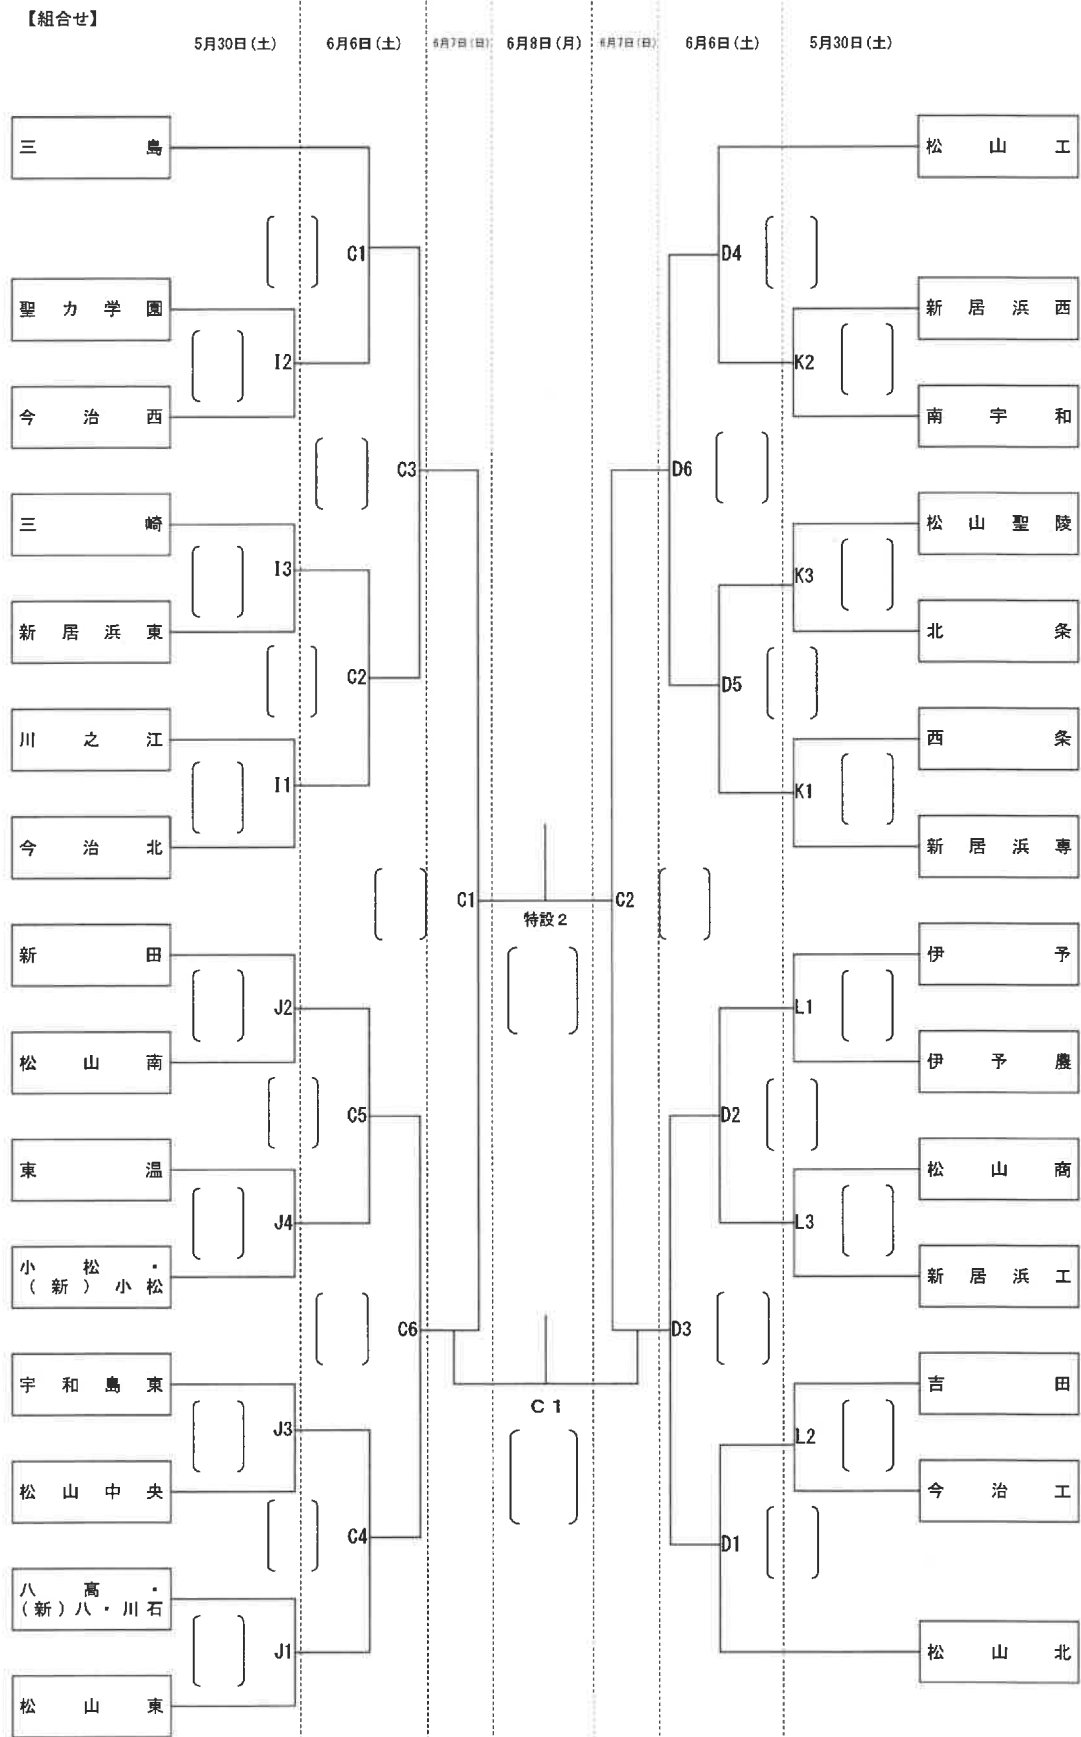 【組合せ】
5月30日(土) 6月6日(土) 6月7日(日) 6月8日(月) 6月7日(日) 6月6日(土) 5月30日(土)
三島
聖カ学園
今治西
三崎
新居浜東
川之江
今治北
新田
松山南
東温
小松・
(新)小松
宇和島東
松山中央
八高・
(新)八・川石
松山東
I2
I3
I1
J2
J4
J3
J1
C1
C2
C5
C4
C3
C6
C1
特設2
C1
C2
D6
D3
D4
D5
D2
D1
K2
K3
K1
L1
L3
L2
松山工
新居浜西
南宇和
松山聖陵
北条
西条
新居浜専
伊予
伊予農
松山商
新居浜工
吉田
今治工
松山北